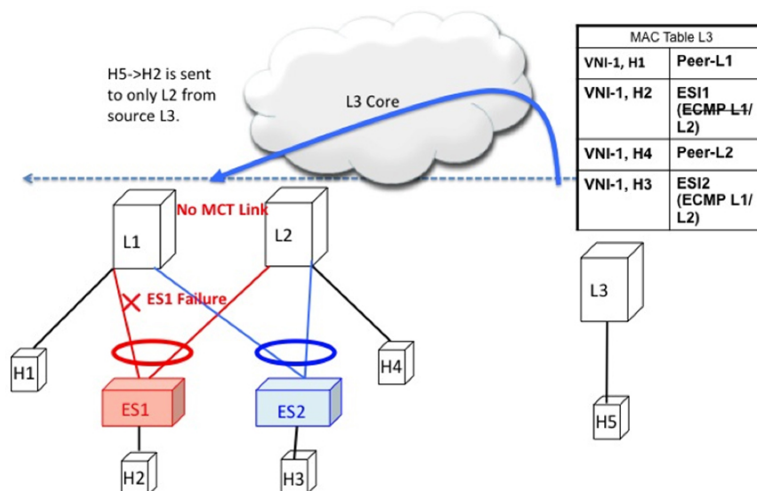 H5->H2 is sent
to only L2 from
source L3.
L3 Core
MAC Table L3
VNI-1, H1 Peer-L1
VNI-1, H2 ESI1
(ECMP L1/
L2)
VNI-1, H4 Peer-L2
VNI-1, H3 ESI2
(ECMP L1/
L2)
No MCT Link
L1
L2
L3
ES1 Failure
H1
H4
ES1
ES2
H5
H2
H3